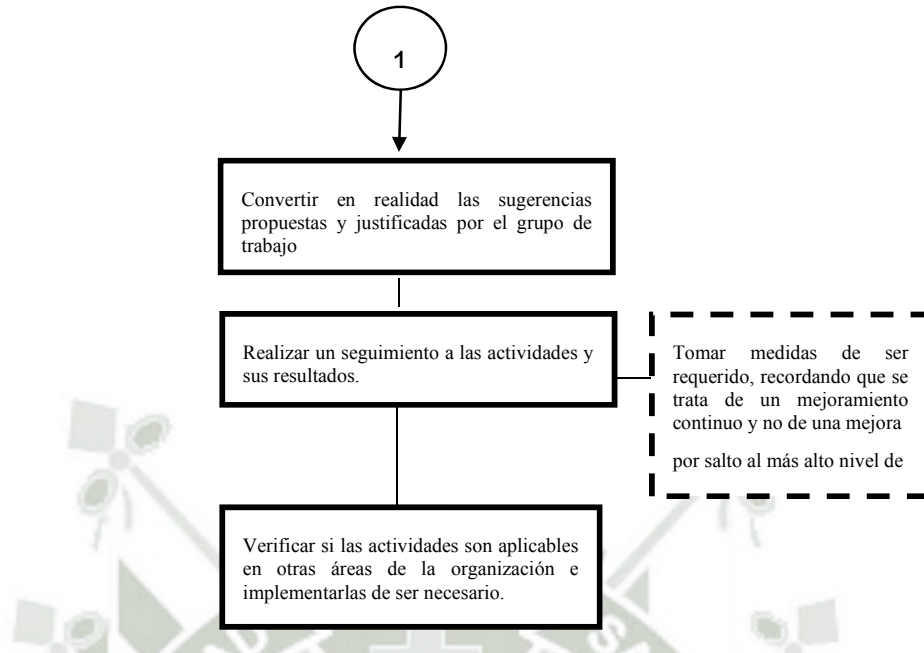 1
Convertir en realidad las sugerencias
propuestas y justificadas por el grupo de
trabajo
Realizar un seguimiento a las actividades y
sus resultados.
Tomar medidas de ser
requerido, recordando que se
trata de un mejoramiento
continuo y no de una mejora
por salto al más alto nivel de
Verificar si las actividades son aplicables
en otras áreas de la organización e
implementarlas de ser necesario.